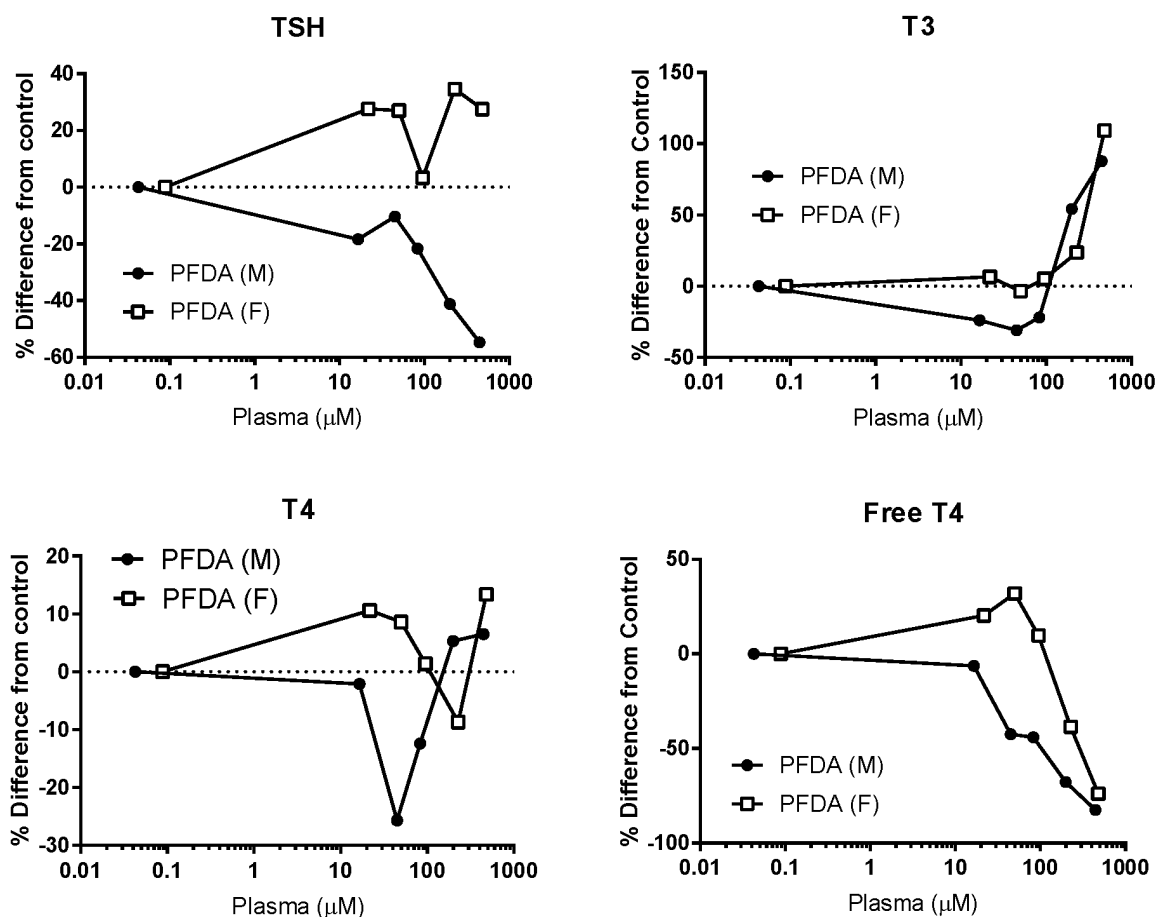 TSH
% Difference from control
40
20
0
-20
-40
-60
PFDA (M)
PFDA (F)
0.01
0.1
1
10
100
1000
Plasma (μM)
T3
% Difference from Control
150
100
50
0
-50
PFDA (M)
PFDA (F)
0.01
0.1
1
10
100
1000
Plasma (μM)
T4
% Difference from control
20
10
0
-10
-20
-30
PFDA (M)
PFDA (F)
0.01
0.1
1
10
100
1000
Plasma (μM)
Free T4
% Difference from Control
50
0
-50
-100
PFDA (M)
PFDA (F)
0.01
0.1
1
10
100
1000
Plasma (μM)